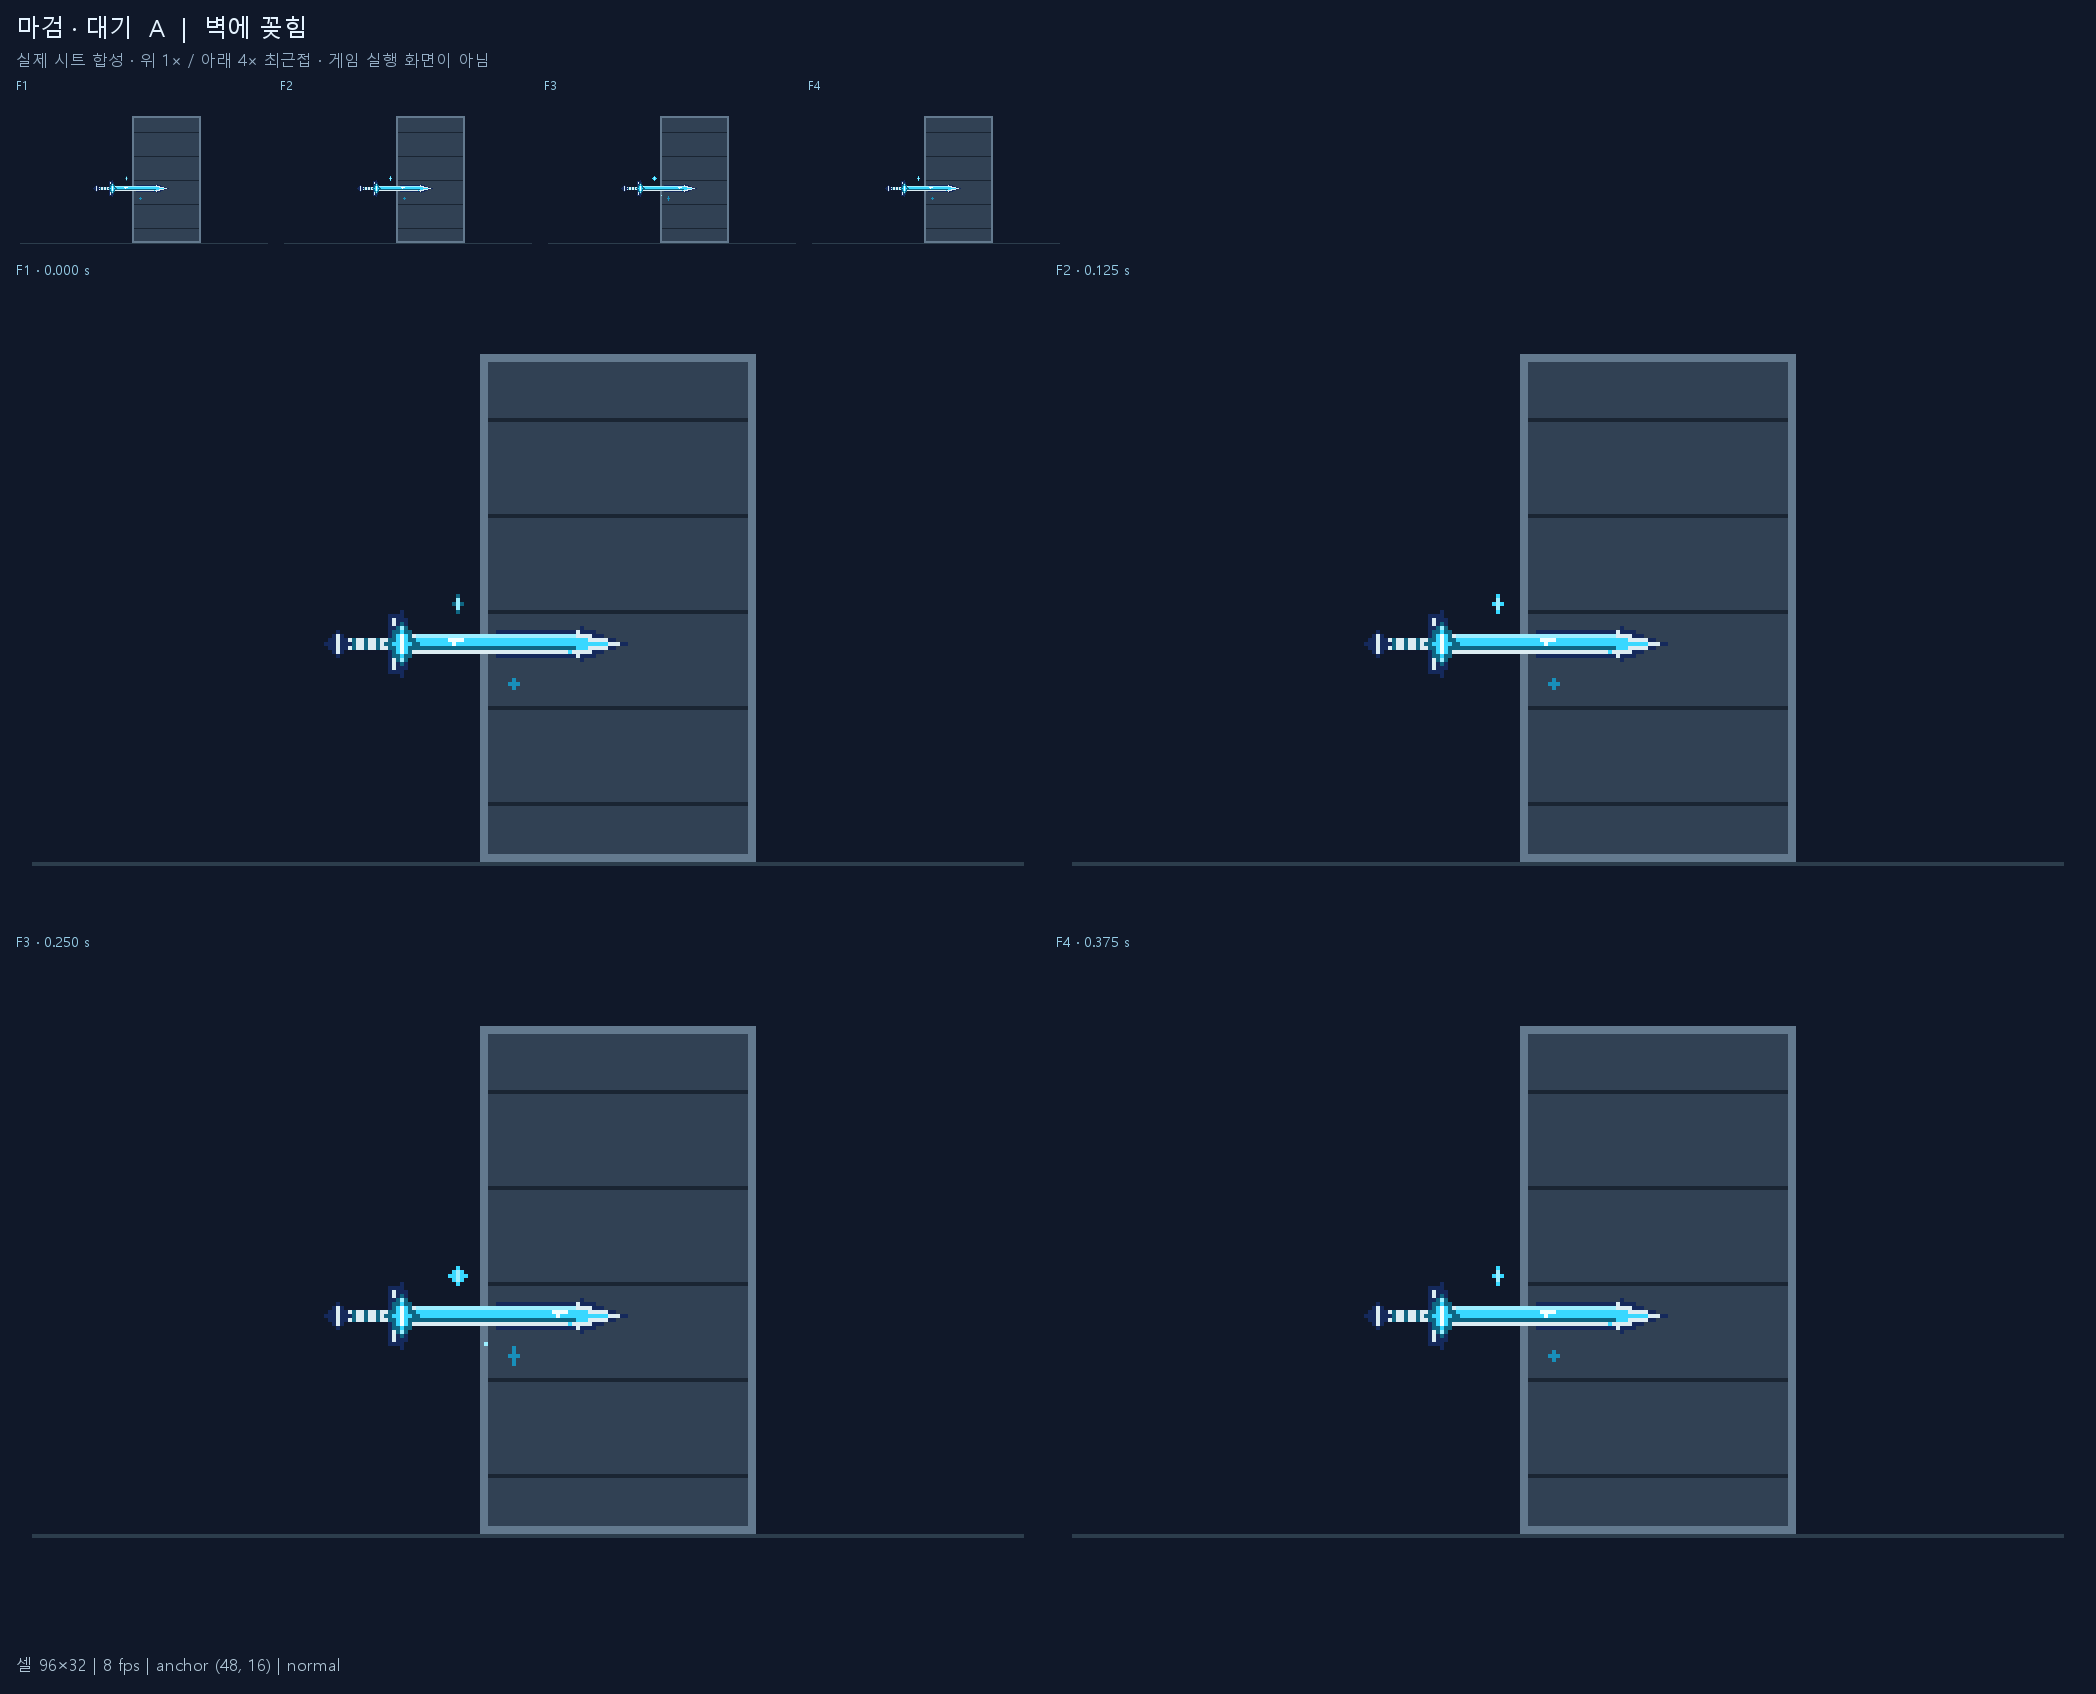 마검 · 대기 A | 벽에 꽂힘
실제 시트 합성 · 위 1× / 아래 4× 최근접 · 게임 실행 화면이 아님
F1
F2
F3
F4
F1 · 0.000 s
F2 · 0.125 s
F3 · 0.250 s
F4 · 0.375 s
셀 96×32 | 8 fps | anchor (48, 16) | normal